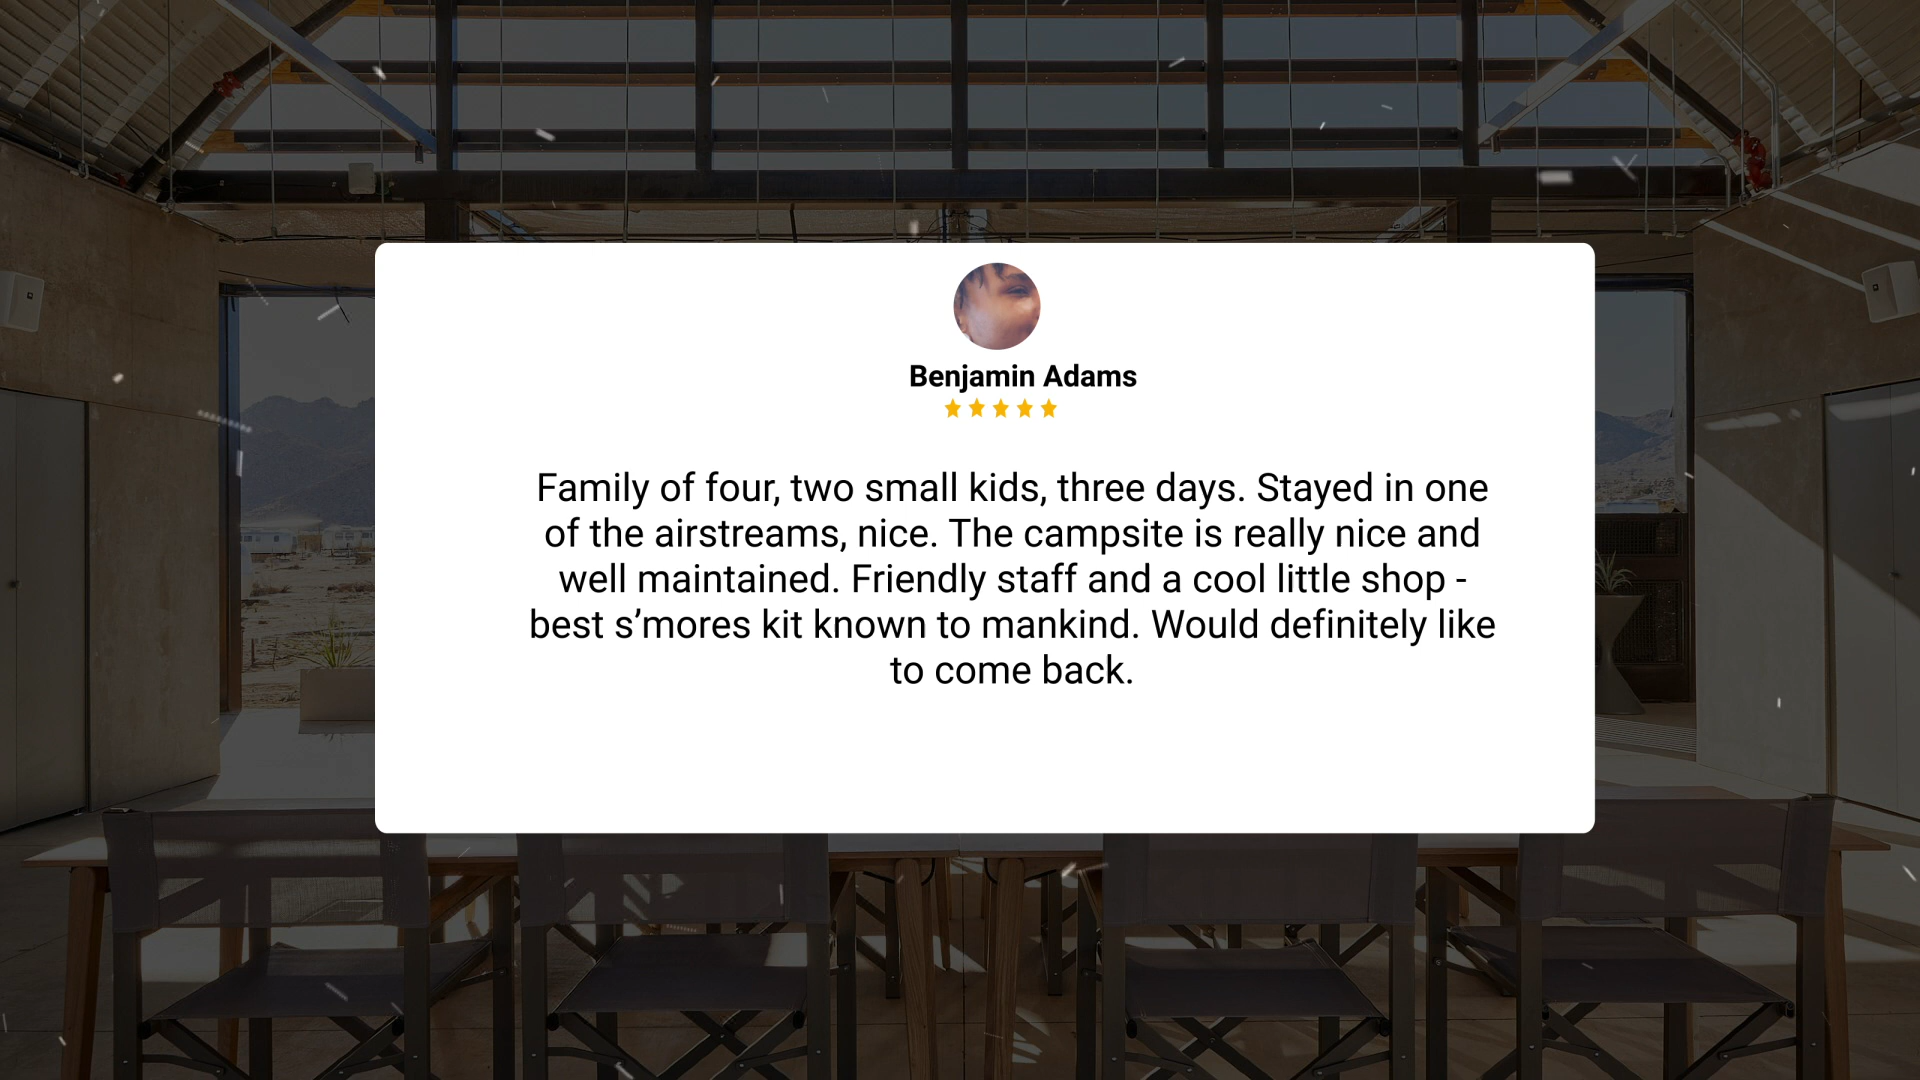 Benjamin Adams
Family of four, two small kids, three days. Stayed in one
of the airstreams, nice. The campsite is really nice and
well maintained. Friendly staff and a cool little shop -
best s’mores kit known to mankind. Would definitely like
to come back.